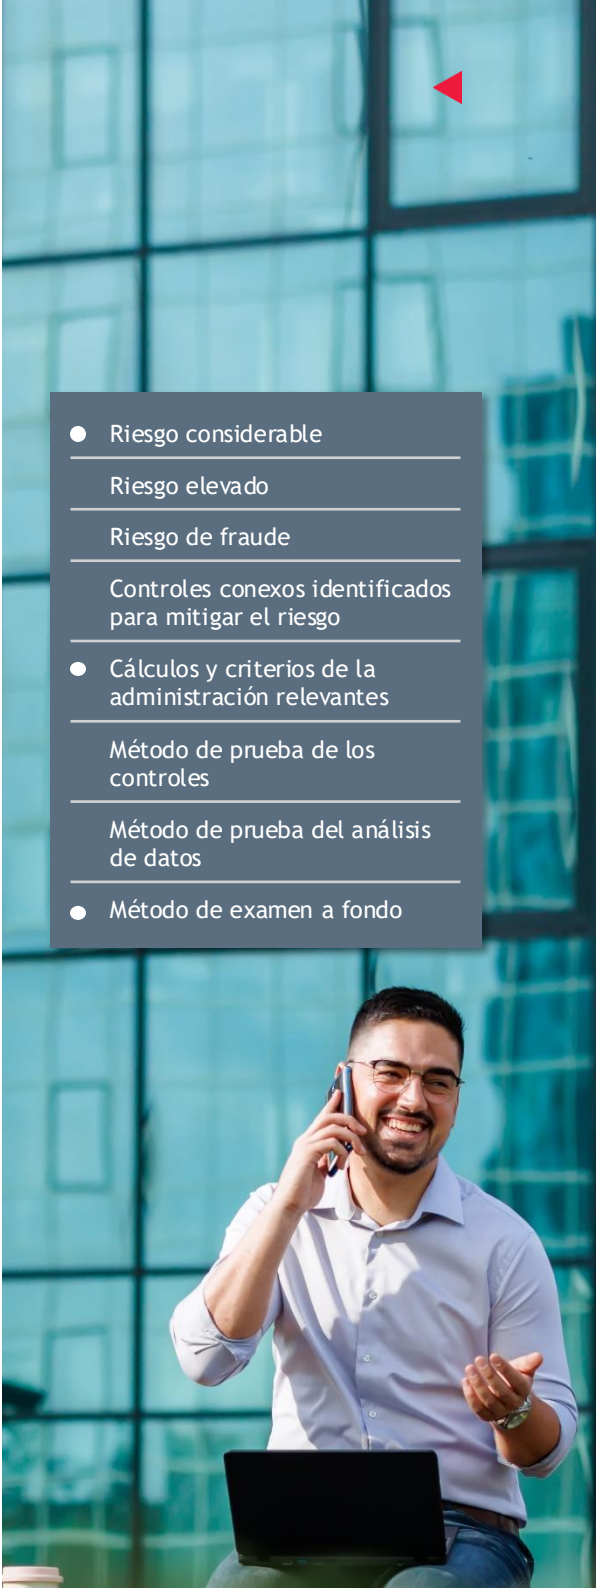 Riesgo considerable
Riesgo elevado
Riesgo de fraude
Controles conexos identificados
para mitigar el riesgo
Cálculos y criterios de la
administración relevantes
Método de prueba de los
controles
Método de prueba del análisis
de datos
Método de examen a fondo